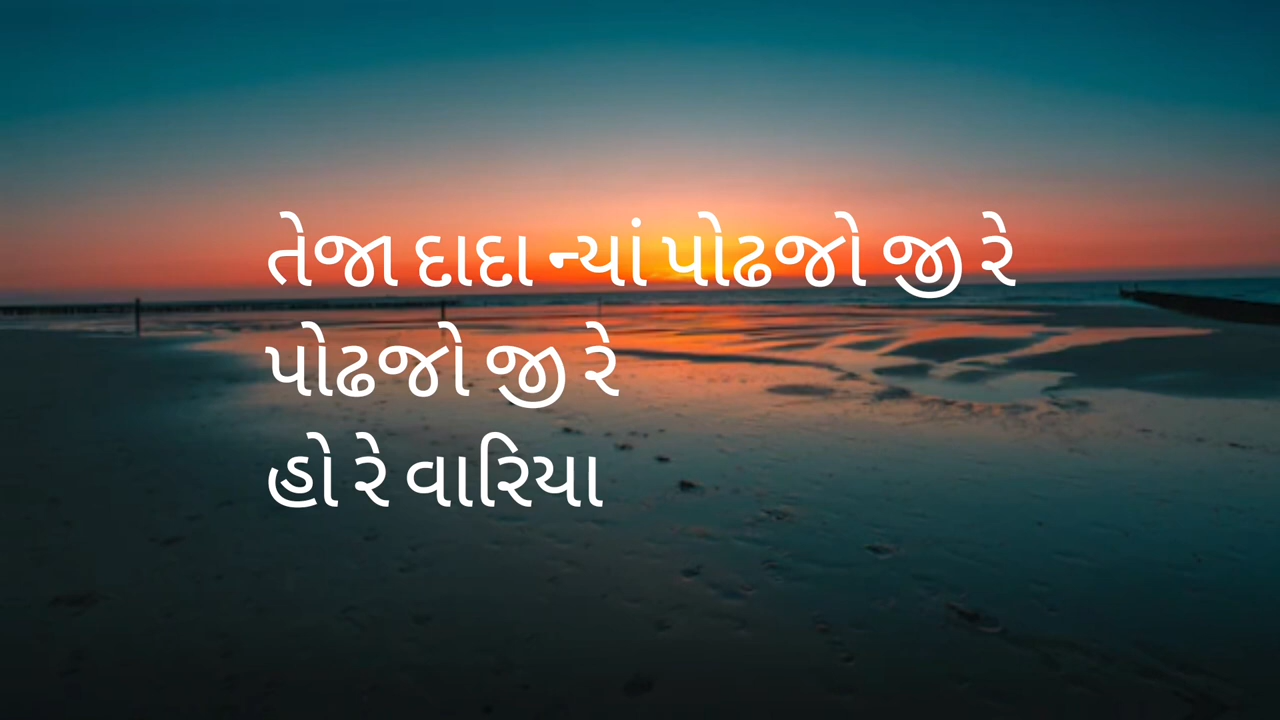 તેજા દાદા ન્યાં પોઢજો જી રે
પોઢજો જી રે
હો રે વારિયા